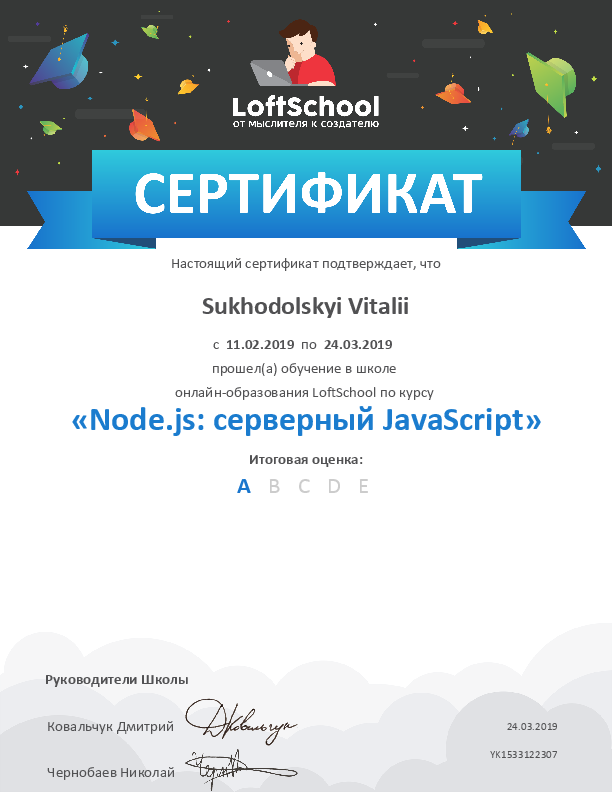 LoftSchool
от мыслителя к создателю
СЕРТИФИКАТ
Настоящий сертификат подтверждает, что
Sukhodolskyi Vitalii
с 11.02.2019 по 24.03.2019
прошел(а) обучение в школе
онлайн-образования LoftSchool по курсу
«Node.js: серверный JavaScript»
Итоговая оценка:
A B C D E
Руководители Школы
Ковальчук Дмитрий
Чернобаев Николай
24.03.2019
YK1533122307